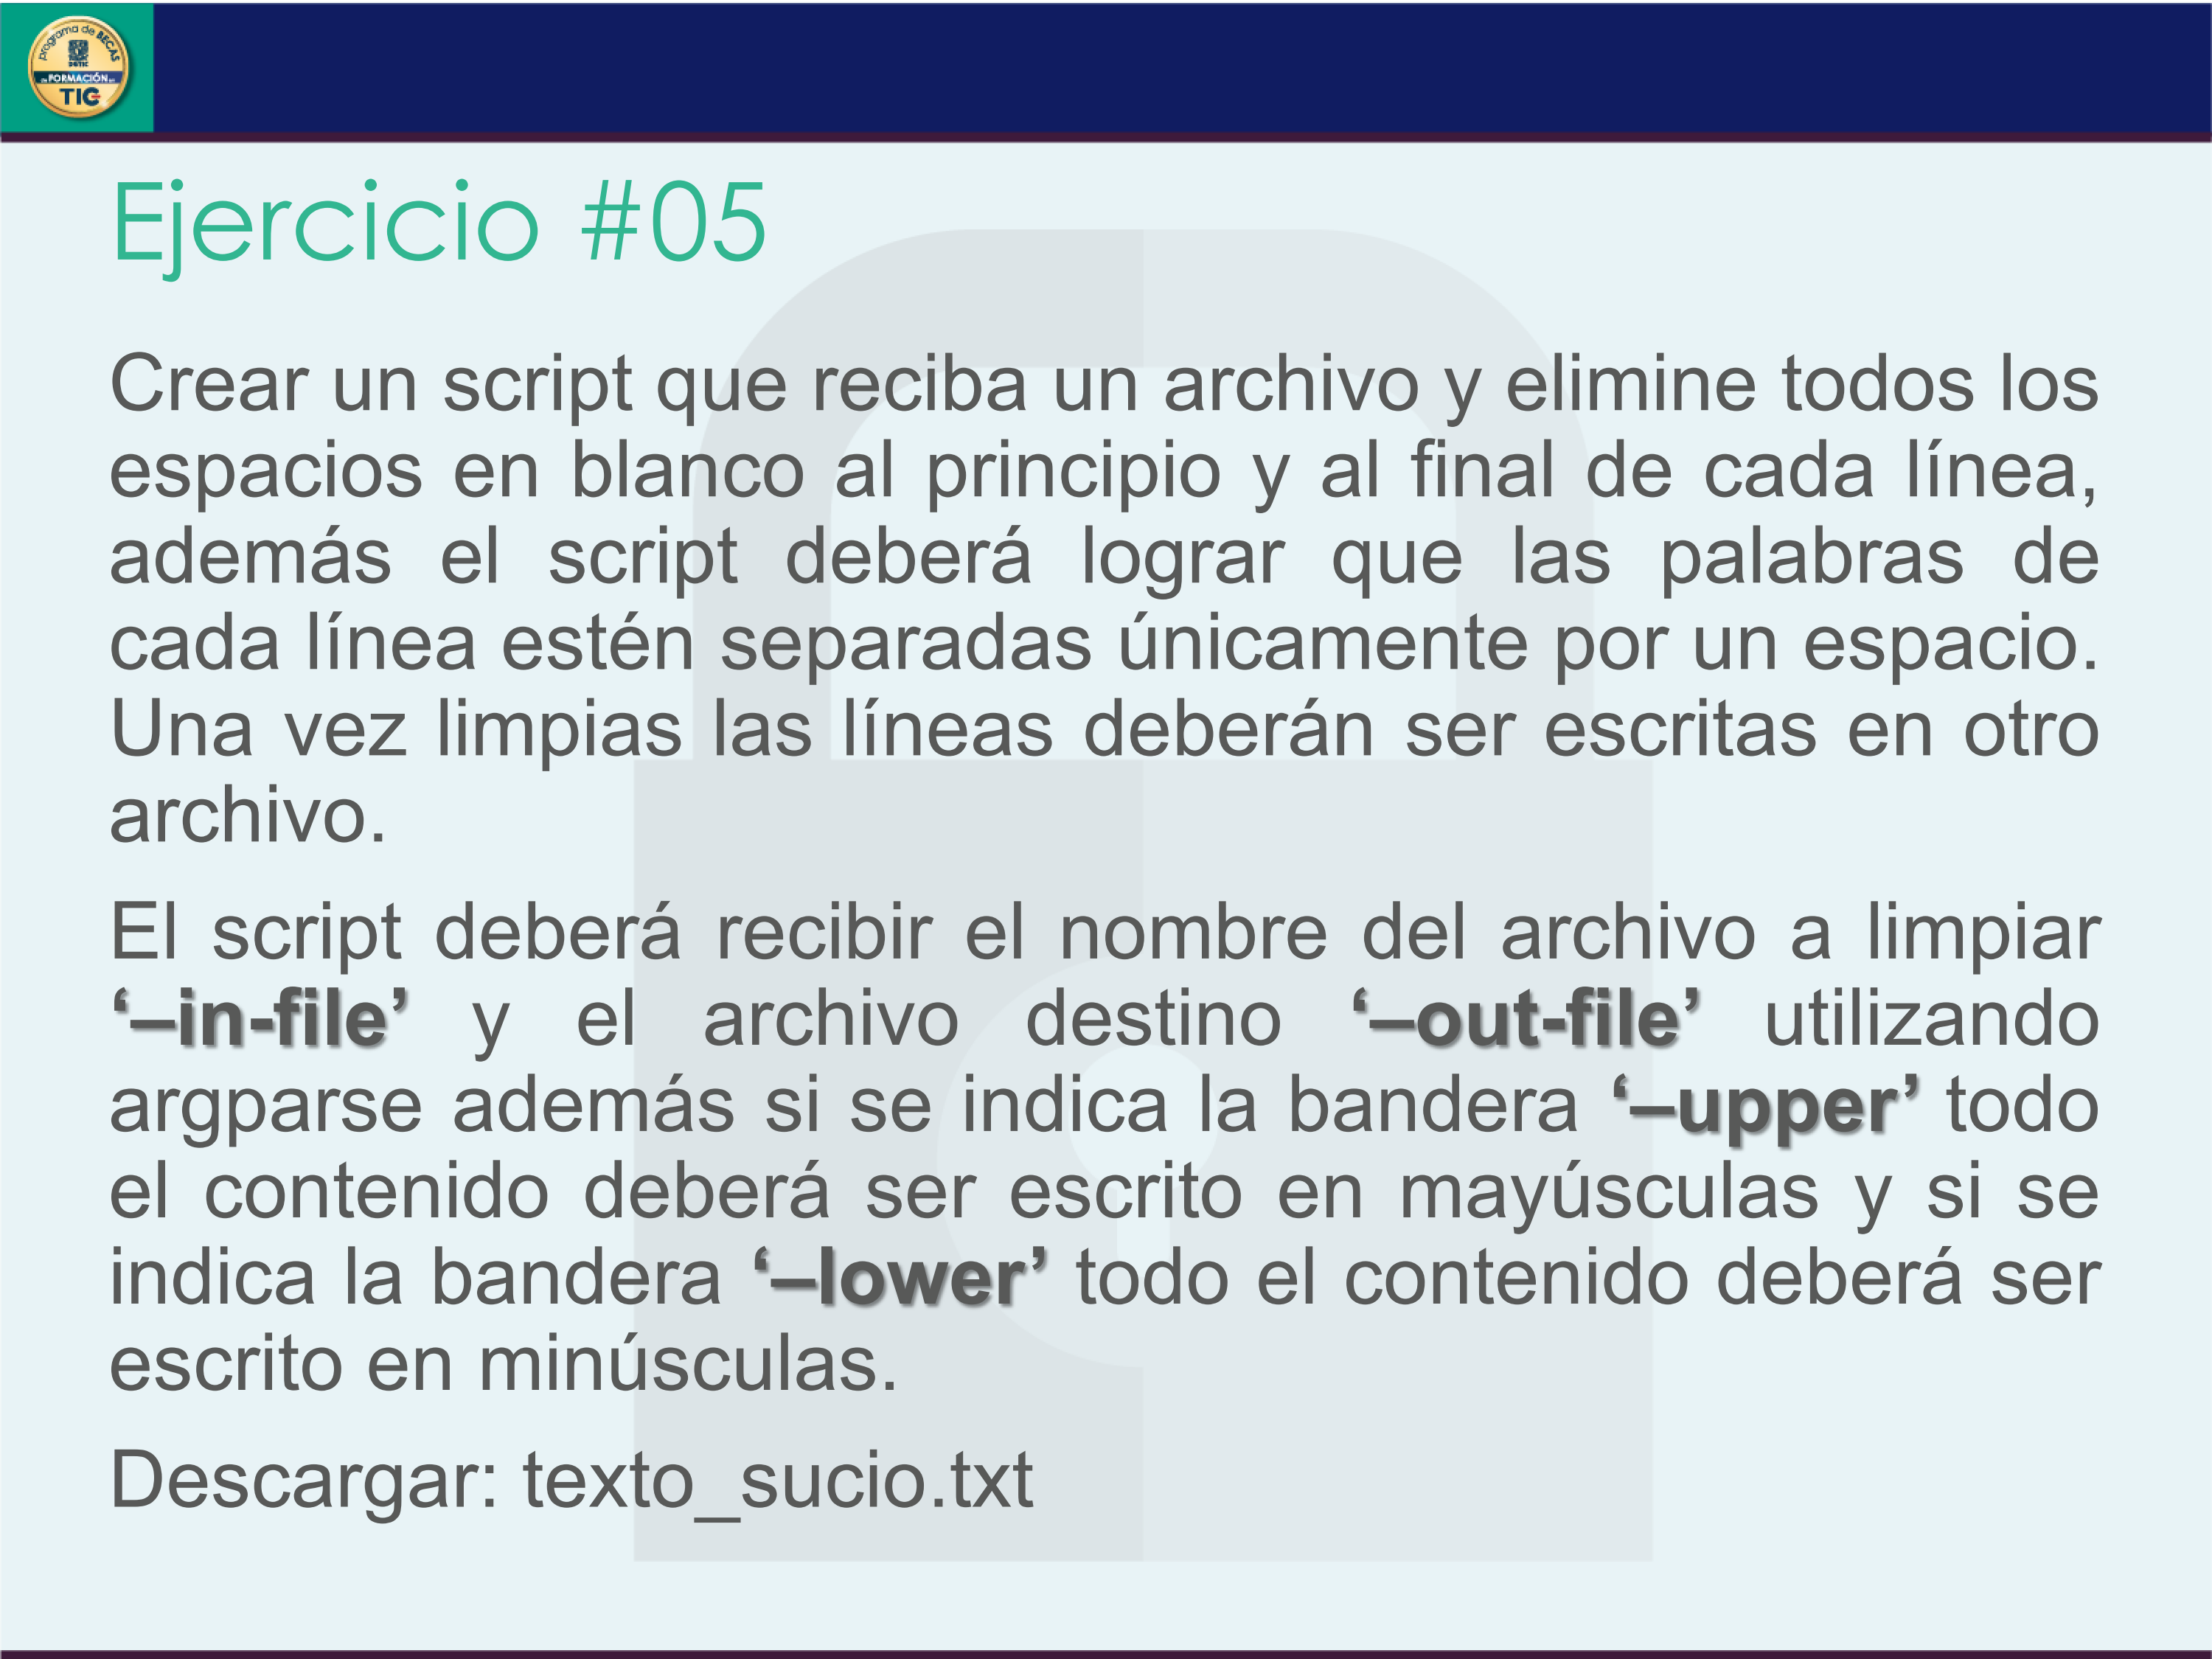 programa de BECAS
DGTIC
de FORMACIÓN en
TIC
Ejercicio #05
Crear un script que reciba un archivo y elimine todos los
espacios en blanco al principio y al final de cada línea,
además el script deberá lograr que las palabras de
cada línea estén separadas únicamente por un espacio.
Una vez limpias las líneas deberán ser escritas en otro
archivo.
El script deberá recibir el nombre del archivo a limpiar
‘–in-file’ y el archivo destino ‘–out-file’ utilizando
argparse además si se indica la bandera ‘–upper’ todo
el contenido deberá ser escrito en mayúsculas y si se
indica la bandera ‘–lower’ todo el contenido deberá ser
escrito en minúsculas.
Descargar: texto_sucio.txt